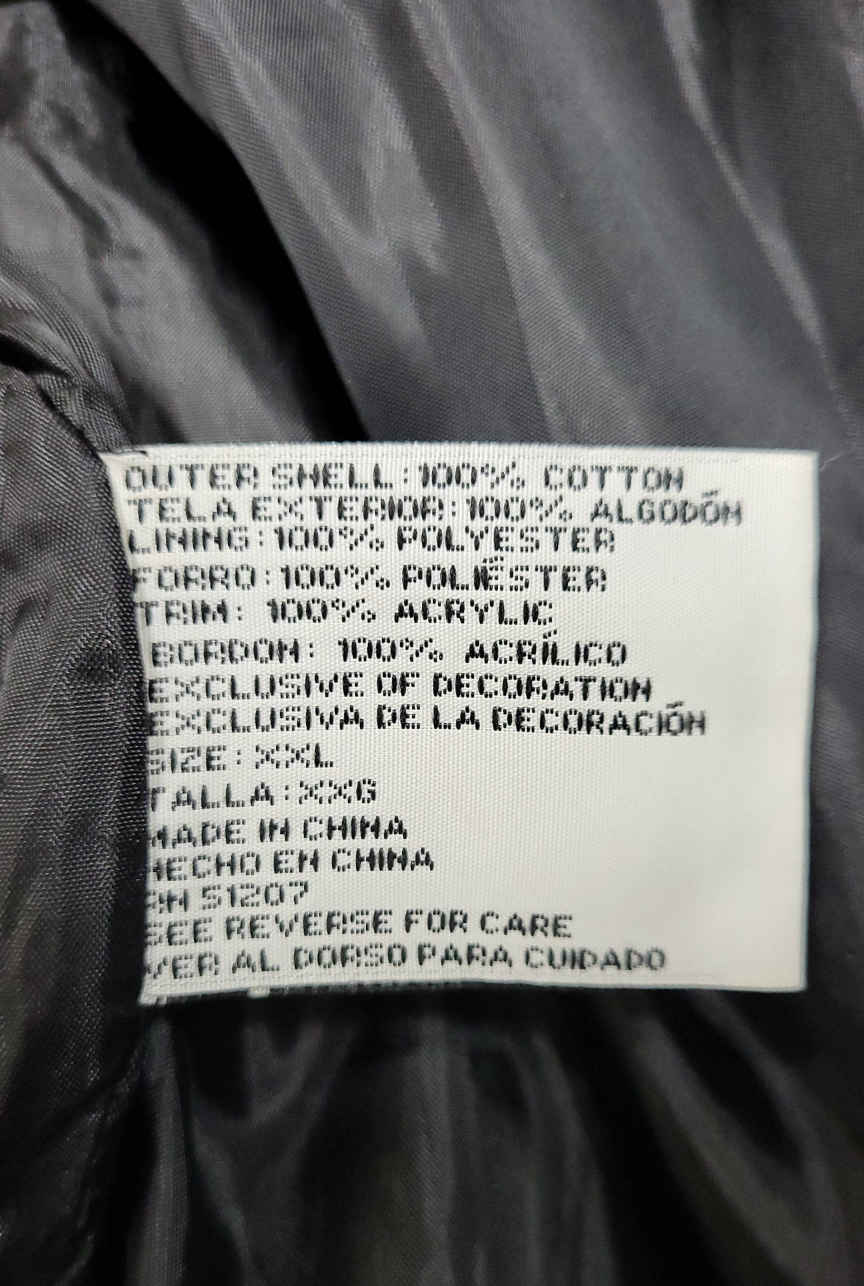 OUTER SHELL:100% COTTON
TELA EXTERIOR:100% ALGODÓN
LINING:100% POLYESTER
FORRO:100% POLIÉSTER
TRIM: 100% ACRYLIC
BORDON: 100% ACRÍLICO
EXCLUSIVE OF DECORATION
EXCLUSIVA DE LA DECORACIÓN
SIZE:XXL
TALLA:XXG
MADE IN CHINA
HECHO EN CHINA
RN 51207
SEE REVERSE FOR CARE
VER AL DORSO PARA CUIDADO